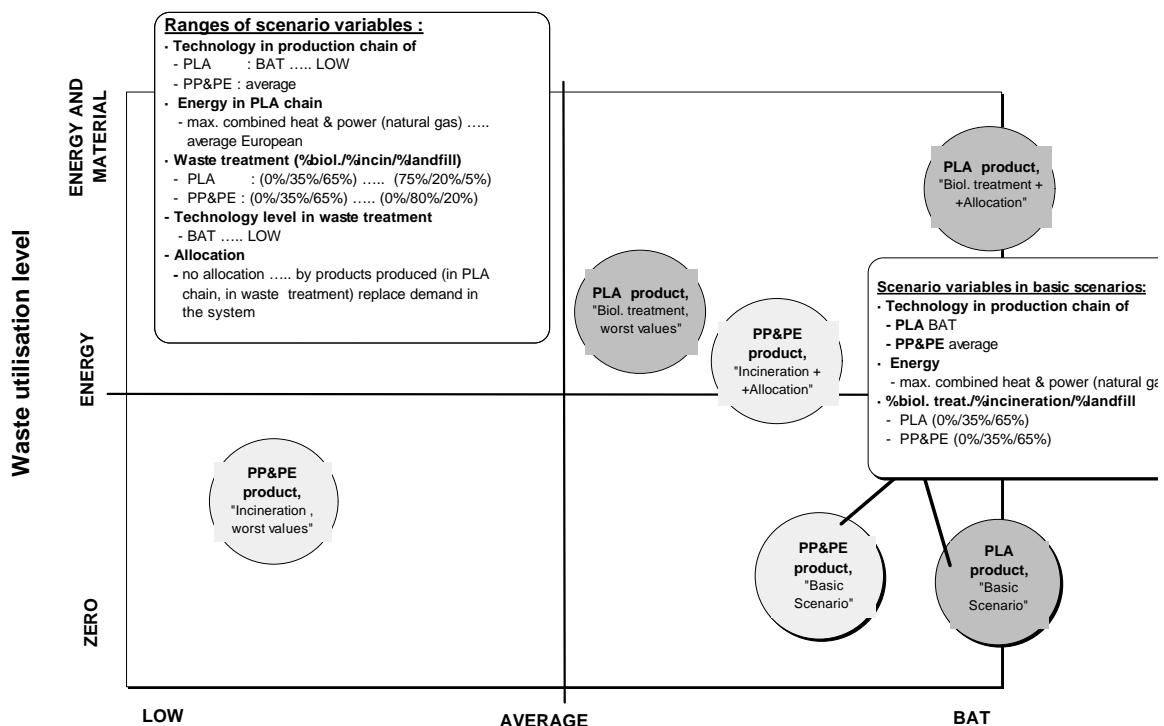 Ranges of scenario variables :
· Technology in production chain of
- PLA : BAT ….. LOW
- PP&PE : average
· Energy in PLA chain
- max. combined heat & power (natural gas) …..
average European
· Waste treatment (%biol./%incin/%landfill)
- PLA : (0%/35%/65%) ….. (75%/20%/5%)
- PP&PE : (0%/35%/65%) ….. (0%/80%/20%)
- Technology level in waste treatment
- BAT ….. LOW
- Allocation
- no allocation ….. by products produced (in PLA
chain, in waste treatment) replace demand in
the system
Waste utilisation level
ENERGY AND
MATERIAL
ENERGY
ZERO
PLA product,
"Biol. treatment +
+Allocation"
PLA product,
"Biol. treatment,
worst values"
PP&PE
product,
"Incineration +
+Allocation"
Scenario variables in basic scenarios:
· Technology in production chain of
- PLA BAT
- PP&PE average
· Energy
- max. combined heat & power (natural ga
· %biol. treat./%incineration/%landfill
- PLA (0%/35%/65%)
- PP&PE (0%/35%/65%)
PP&PE
product,
"Incineration ,
worst values"
PP&PE
product,
"Basic
Scenario"
PLA
product,
"Basic
Scenario"
LOW
AVERAGE
BAT